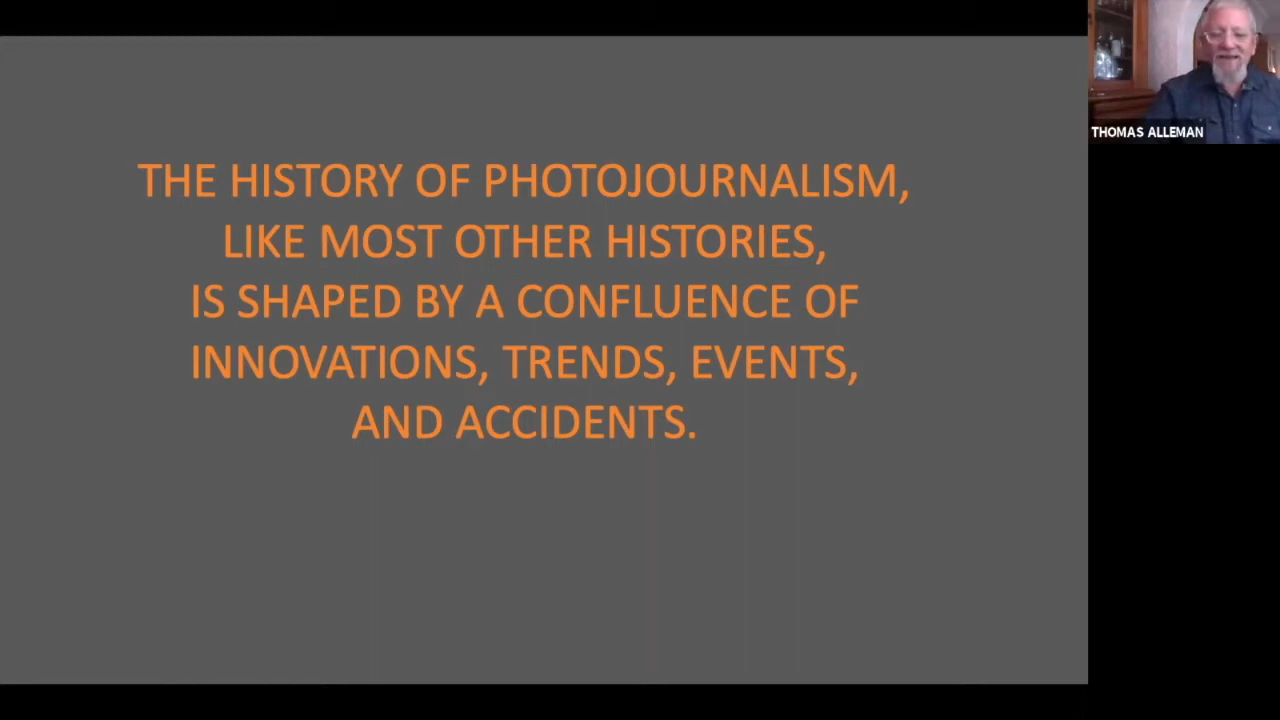 THE HISTORY OF PHOTOJOURNALISM,
LIKE MOST OTHER HISTORIES,
IS SHAPED BY A CONFLUENCE OF
INNOVATIONS, TRENDS, EVENTS,
AND ACCIDENTS.
THOMAS ALLEMAN